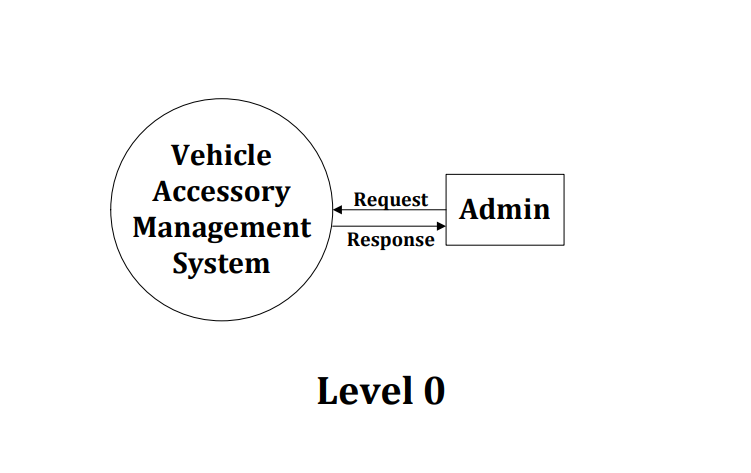 Vehicle
Accessory
Management
System
Request
Response
Admin
Level 0